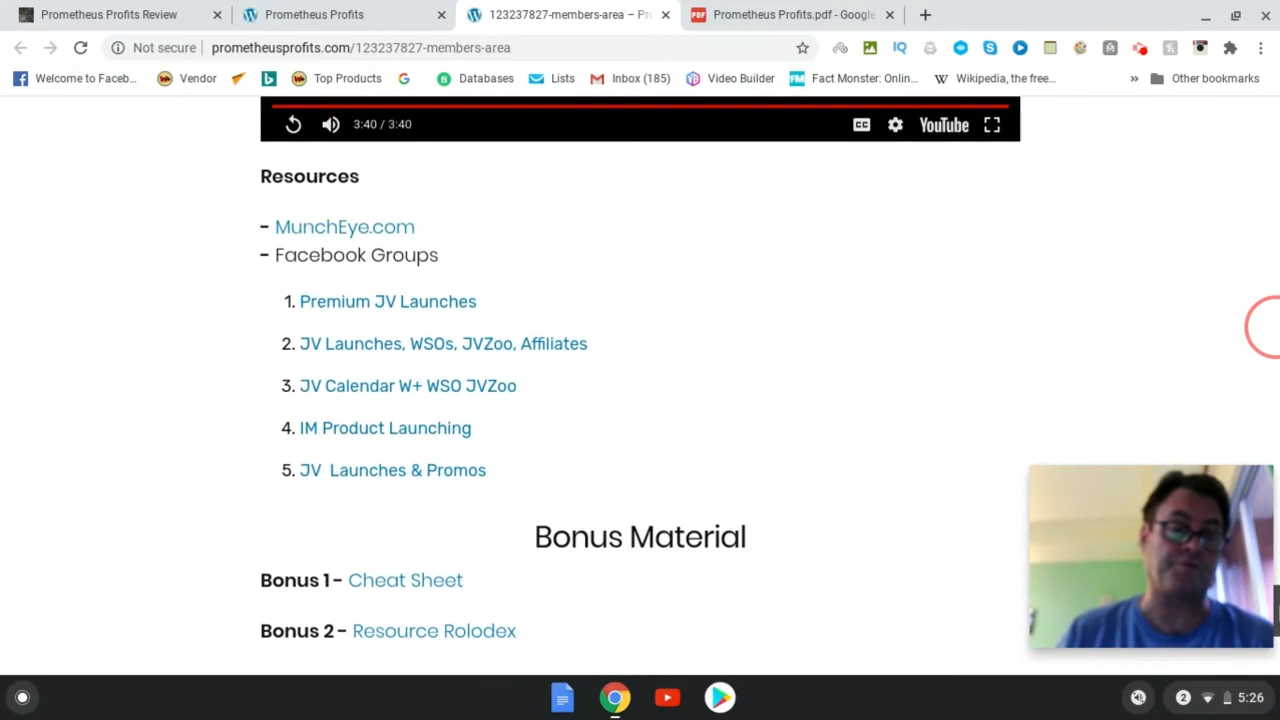 Prometheus Profits Review
Prometheus Profits
123237827-members-area – Pr
Prometheus Profits.pdf - Google
Not secure
prometheusprofits.com/123237827-members-area
IQ
Welcome to Faceb...
Vendor
Top Products
Databases
Lists
Inbox (185)
Video Builder
FM
Fact Monster: Onlin...
Wikipedia, the free...
Other bookmarks
3:40 / 3:40
CC
YouTube
Resources
- MunchEye.com
- Facebook Groups
1. Premium JV Launches
2. JV Launches, WSOs, JVZoo, Affiliates
3. JV Calendar W+ WSO JVZoo
4. IM Product Launching
5. JV Launches & Promos
Bonus Material
Bonus 1 - Cheat Sheet
Bonus 2 - Resource Rolodex
2
5:26